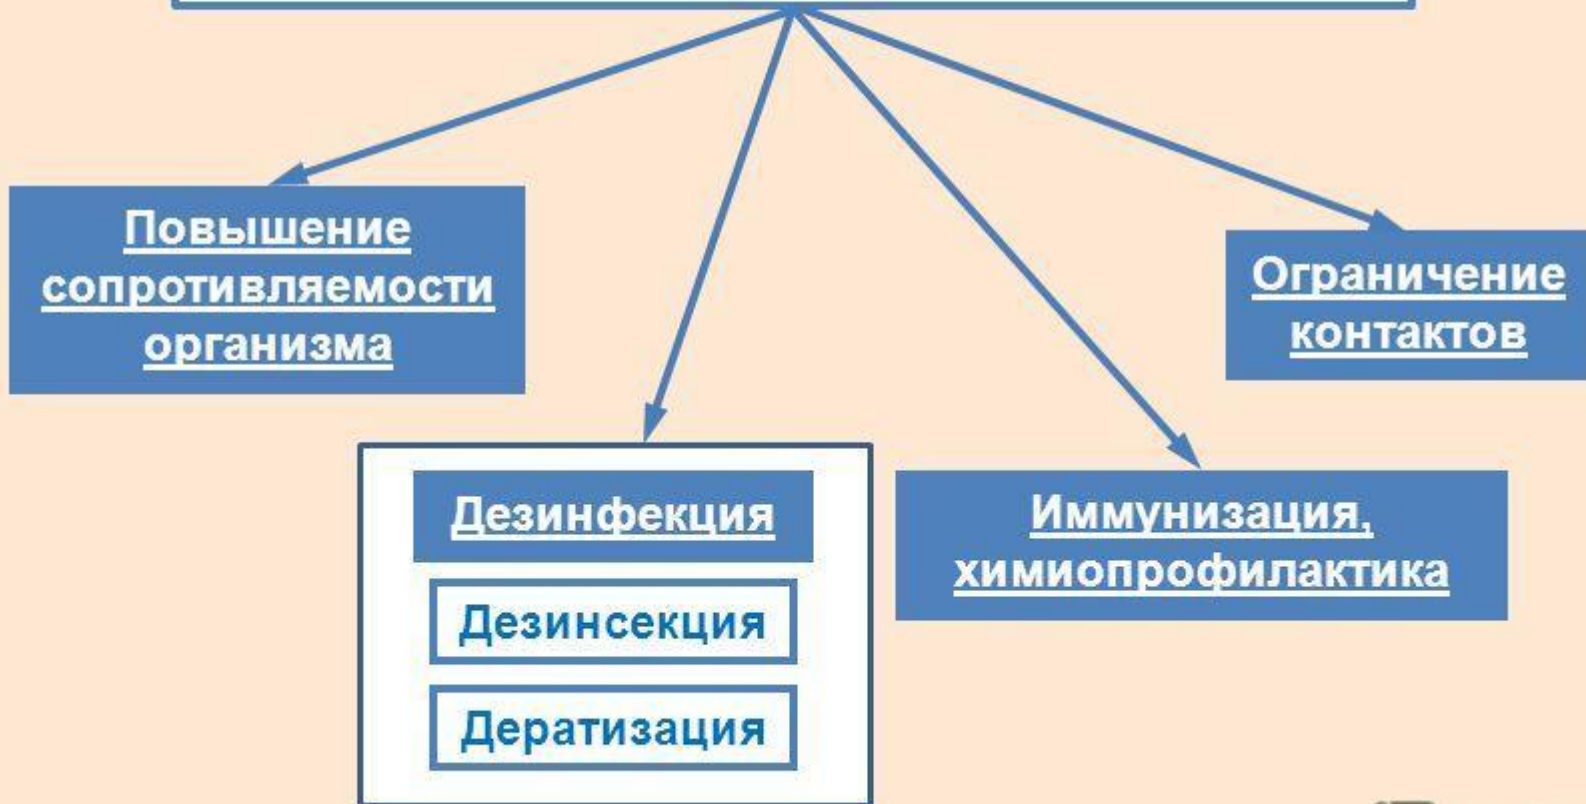 Повышение
сопротивляемости
организма
Ограничение
контактов
Дезинфекция
Дезинсекция
Дератизация
Иммунизация,
химиопрофилактика